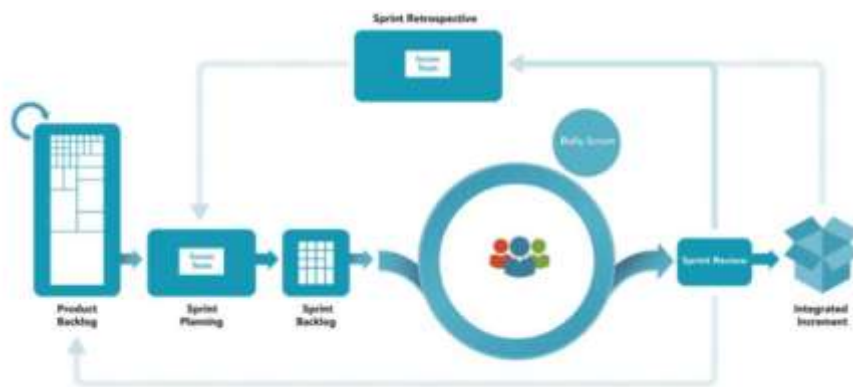 Sprint Retrospective
Daily Scrum
Sprint Review
Product
Backlog
Sprint
Planning
Sprint
Backlog
Integrated
Increment